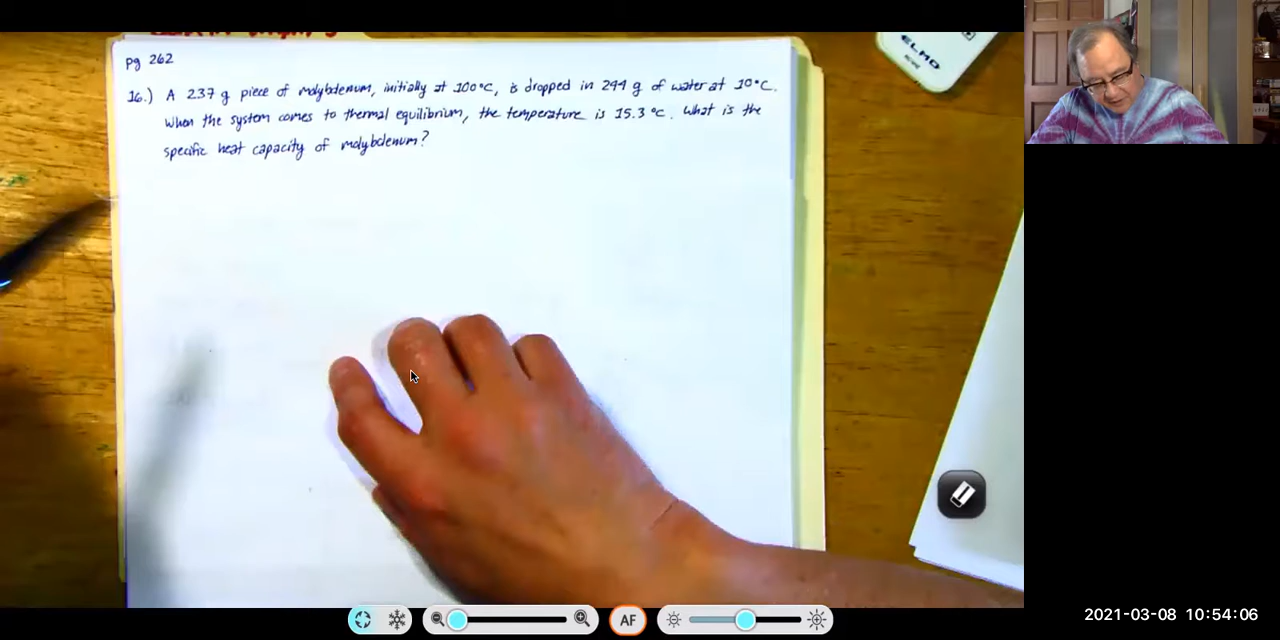 Pg 262
16.) A 237 g piece of molybdenum, initially at 100°C, is dropped in 244 g of water at 10°C.
When the system comes to thermal equilibrium, the temperature is 15.3 °C. What is the
specific heat capacity of molybdenum?
ELMO
AF
2021-03-08 10:54:06